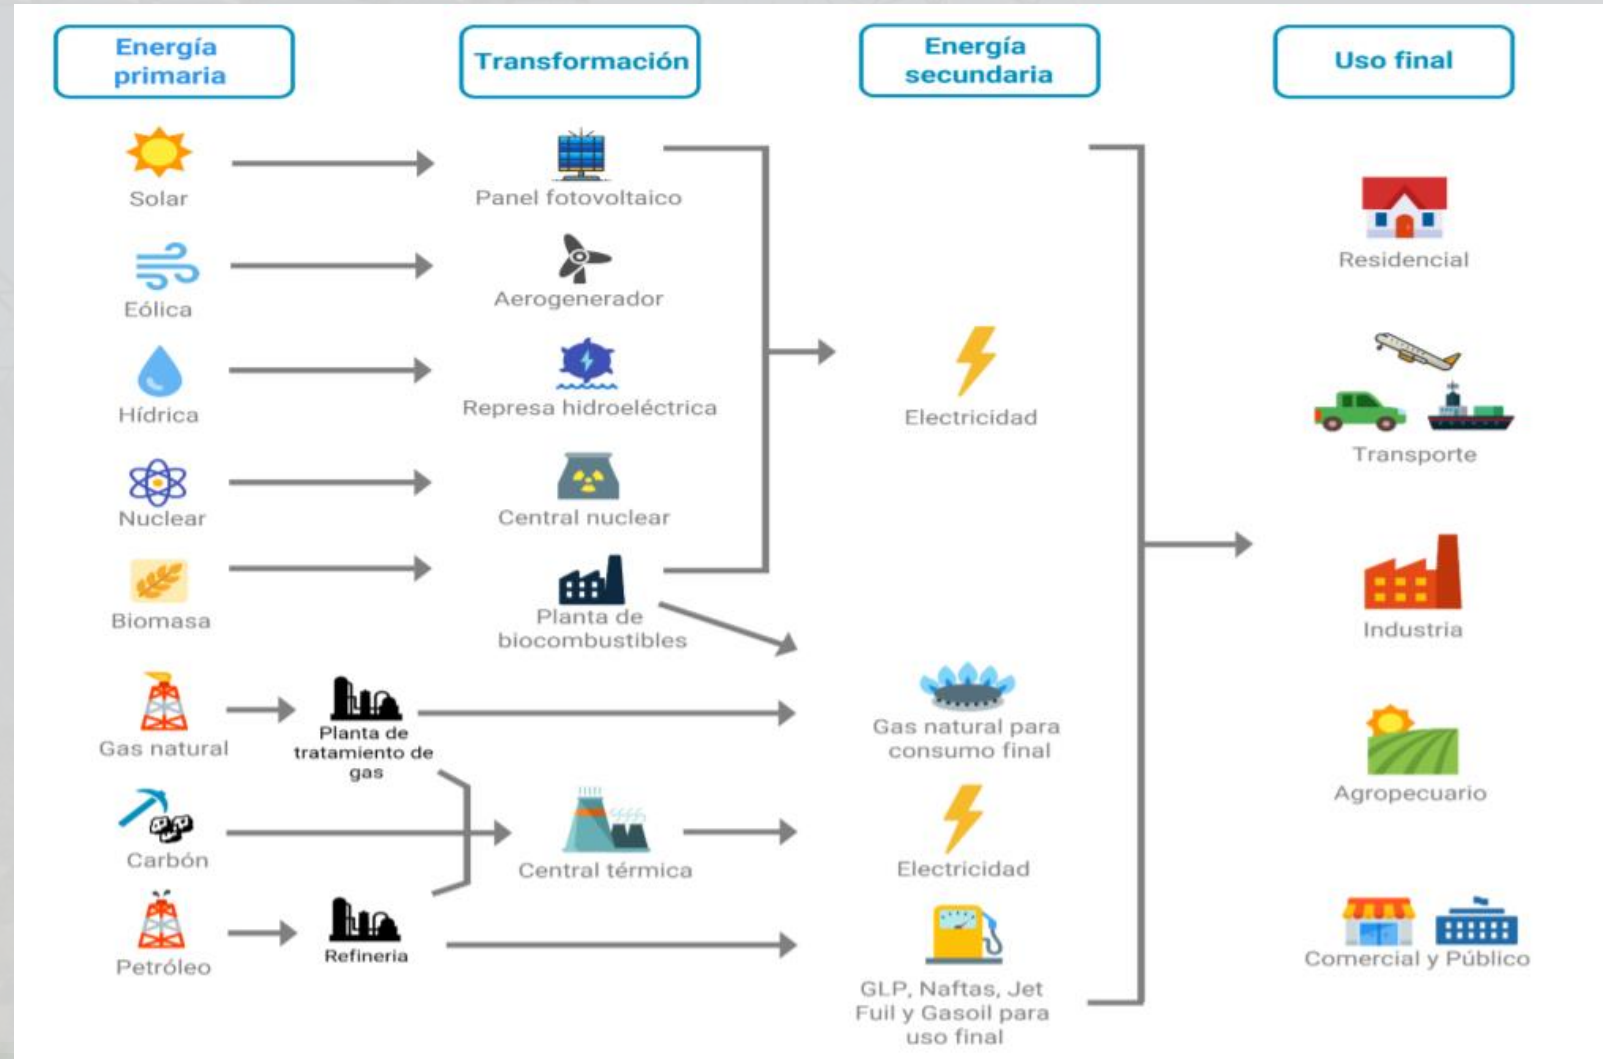 Energía
primaria
Transformación
Energía
secundaria
Uso final
Solar
Panel fotovoltaico
Residencial
Eólica
Aerogenerador
Hídrica
Represa hidroeléctrica
Electricidad
Transporte
Nuclear
Central nuclear
Biomasa
Planta de
biocombustibles
Industria
Gas natural
Planta de
tratamiento de
gas
Gas natural para
consumo final
Agropecuario
Carbón
Central térmica
Electricidad
Petróleo
Refineria
GLP, Naftas, Jet
Fuil y Gasoil para
uso final
Comercial y Público